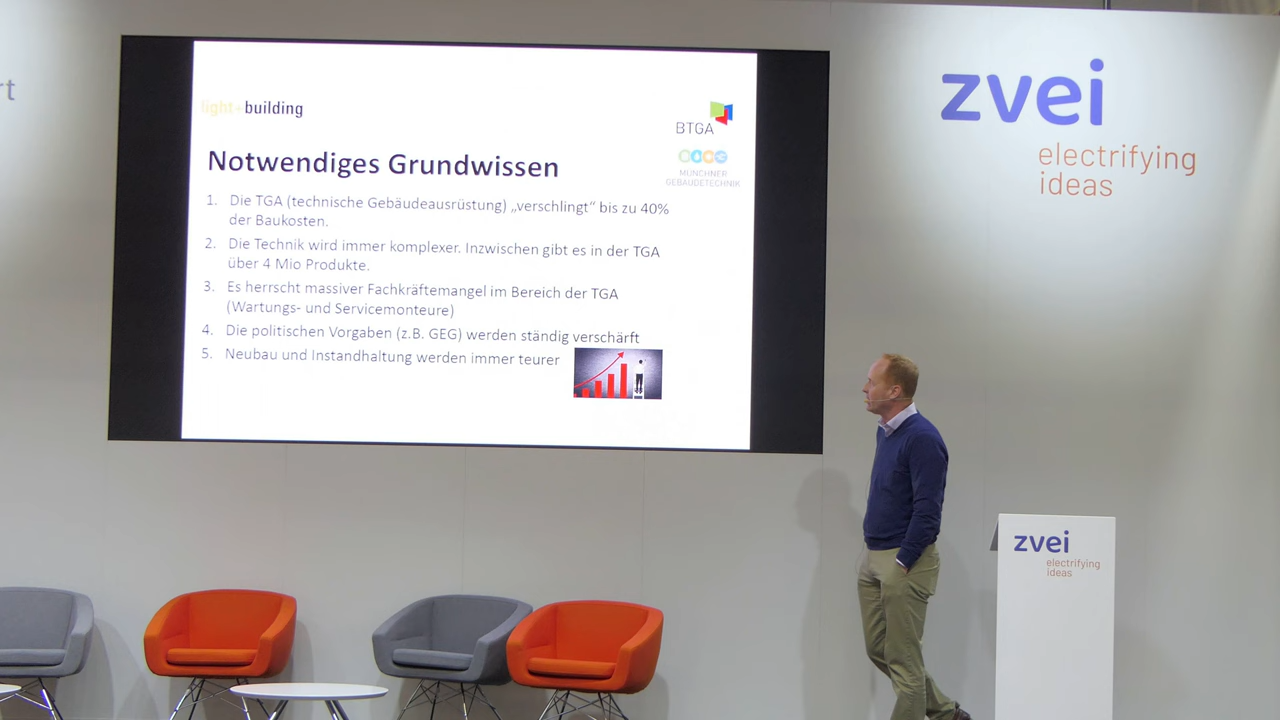 rt
light+building
BTGA
MÜNCHNER
GEBÄUDETECHNIK
Notwendiges Grundwissen
1. Die TGA (technische Gebäudeausrüstung) „verschlingt“ bis zu 40%
der Baukosten.
2. Die Technik wird immer komplexer. Inzwischen gibt es in der TGA
über 4 Mio Produkte.
3. Es herrscht massiver Fachkräftemangel im Bereich der TGA
(Wartungs- und Servicemonteure)
4. Die politischen Vorgaben (z.B. GEG) werden ständig verschärft
5. Neubau und Instandhaltung werden immer teurer
zvei
electrifying
ideas
zvei
electrifying
ideas